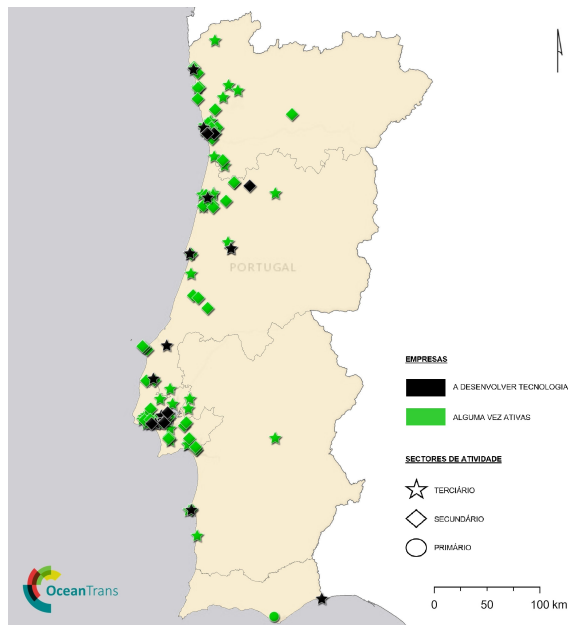 PORTUGAL
EMPRESAS
A DESENVOLVER TECNOLOGIA
ALGUMA VEZ ATIVAS
SECTORES DE ATIVIDADE
TERCIÁRIO
SECUNDÁRIO
PRIMÁRIO
OceanTrans
0 50 100 km